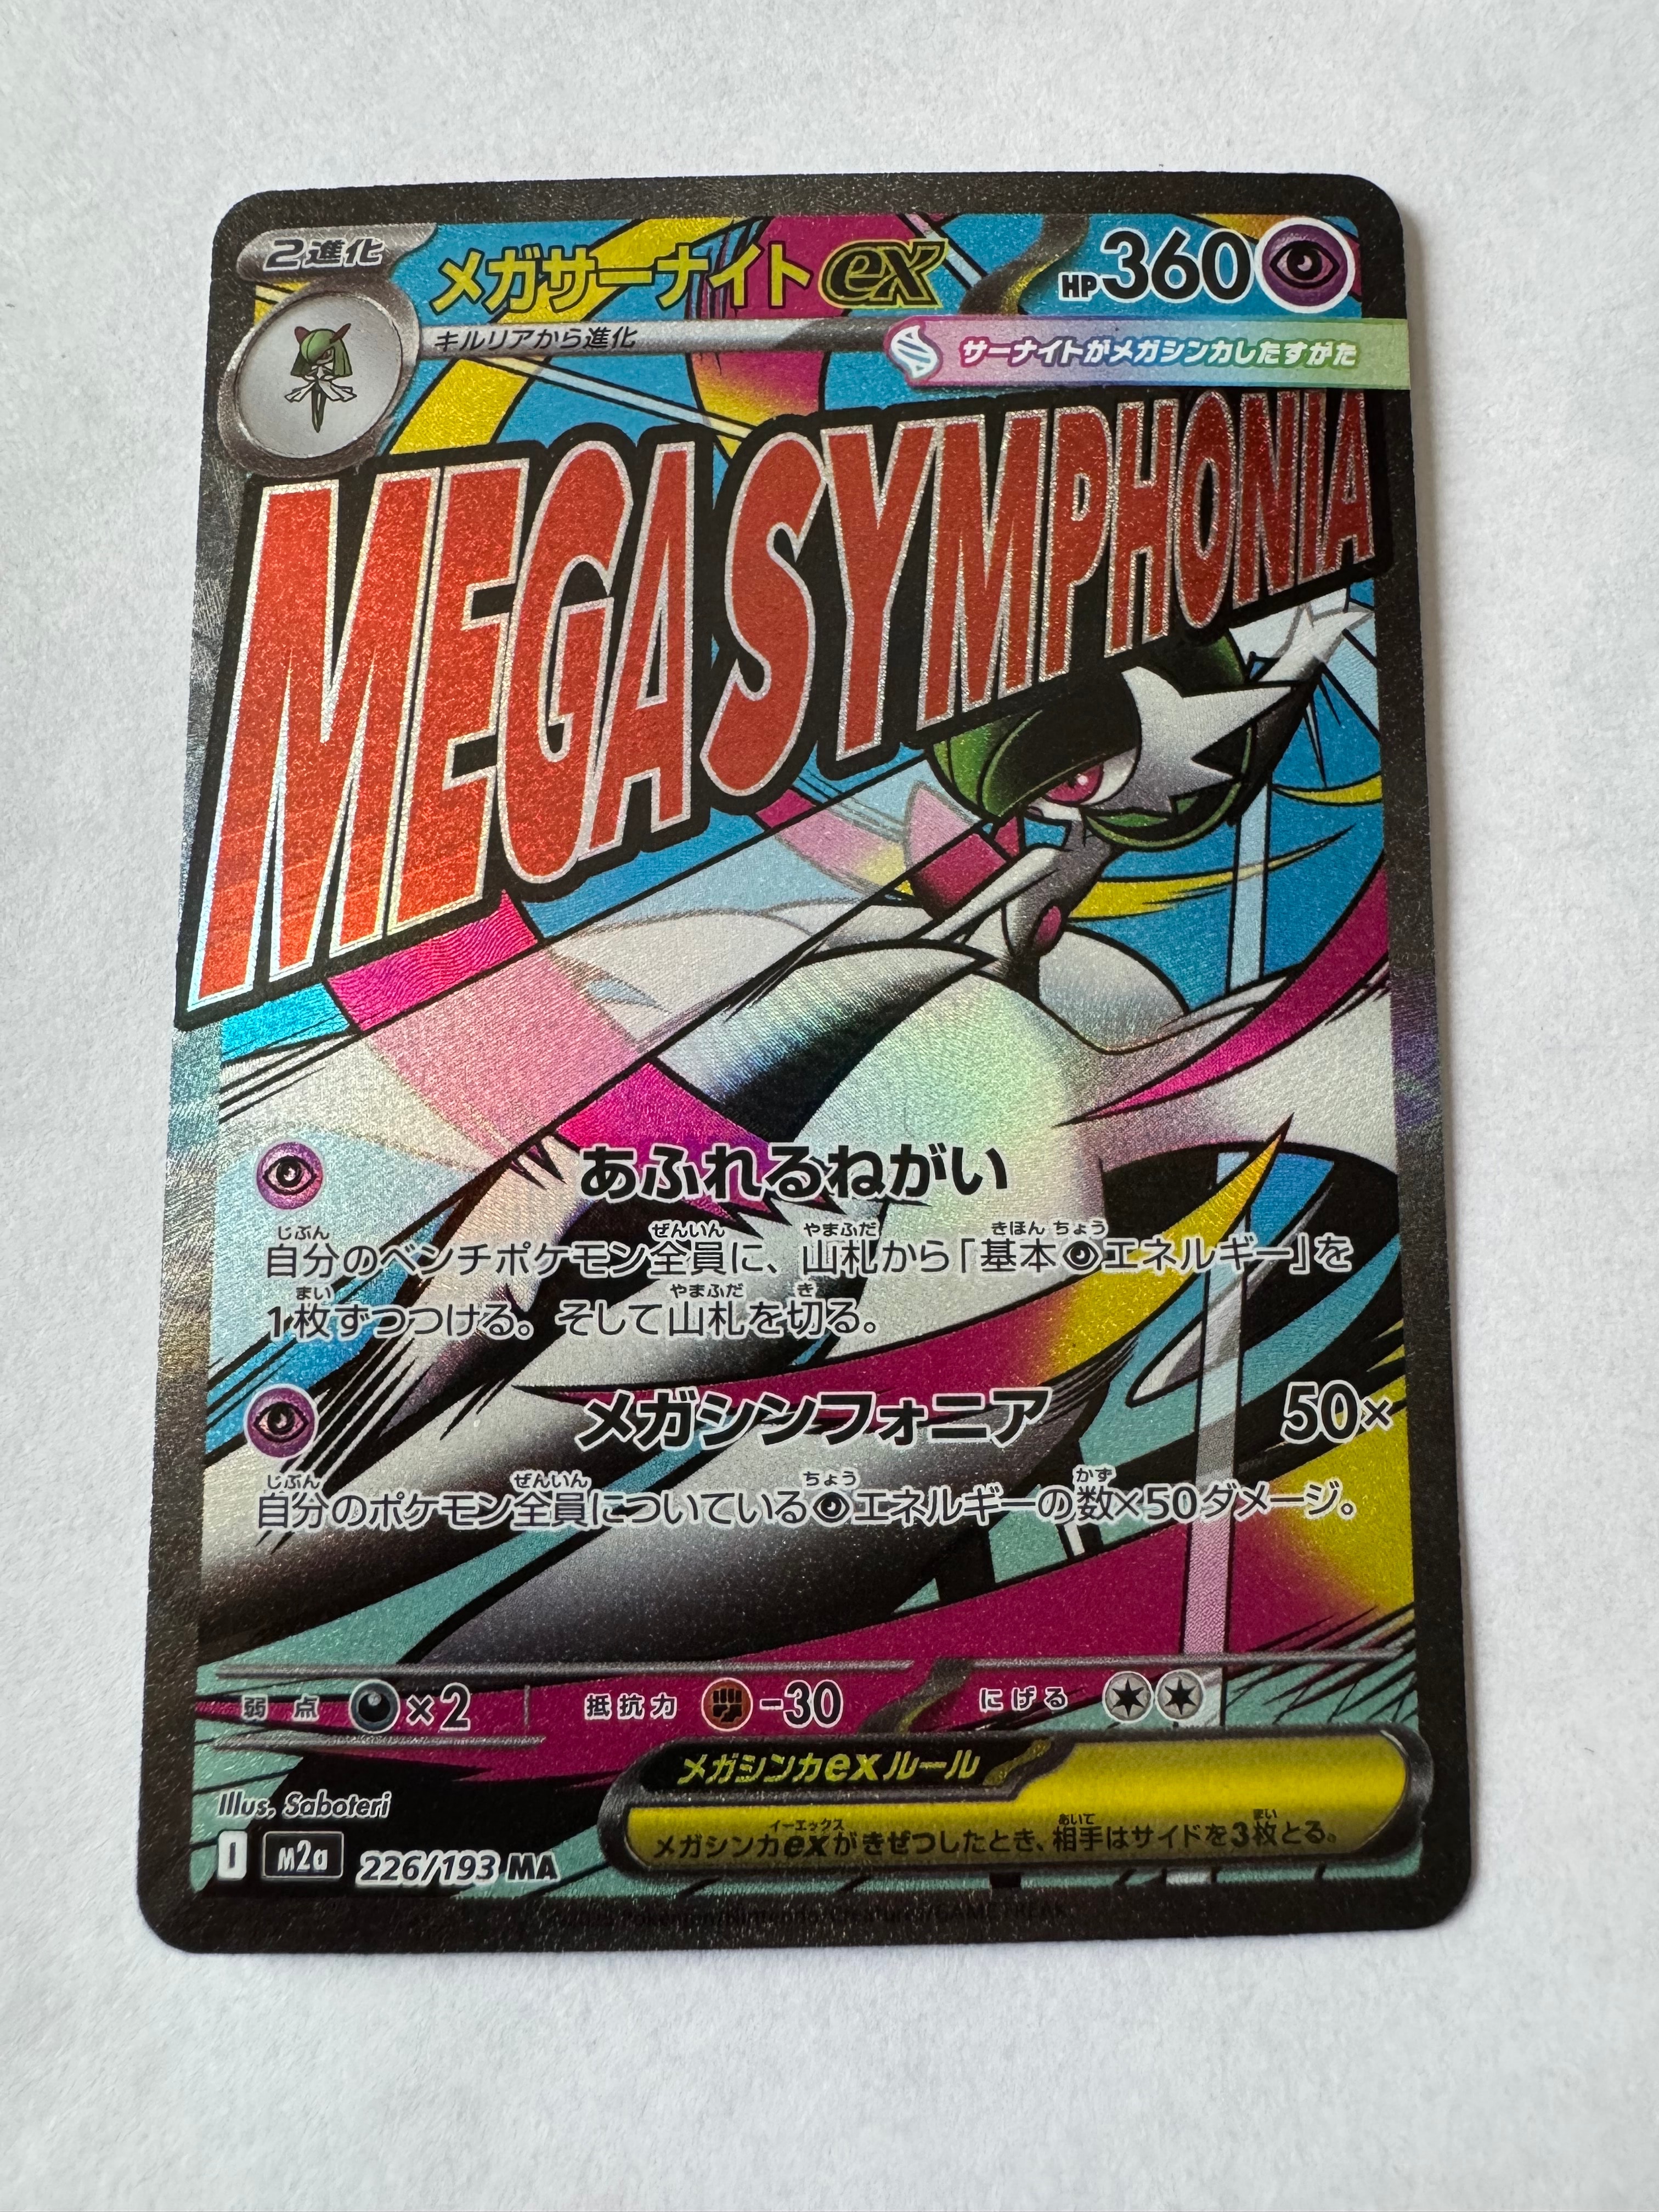 2進化
メガサーナイトex
HP360
キルリアから進化
サーナイトがメガシンカしたすがた
MEGA SYMPHONIA
あふれるねがい
じぶん ぜんいん やまふだ きほん ちょう
自分のベンチポケモン全員に、山札から「基本エネルギー」を
まい やまふだ き
1枚ずつつける。そして山札を切る。
メガシンフォニア 50×
じぶん ぜんいん ちょう かず
自分のポケモン全員についているエネルギーの数×50ダメージ。
弱点 ×2 抵抗力 -30 にげる
メガシンカexルール
イーエックス あいて まい
メガシンカexがきぜつしたとき、相手はサイドを3枚とる。
Illus. Saboteri
I m2a 226/193 MA
©2025 Pokémon/Nintendo/Creatures/GAME FREAK